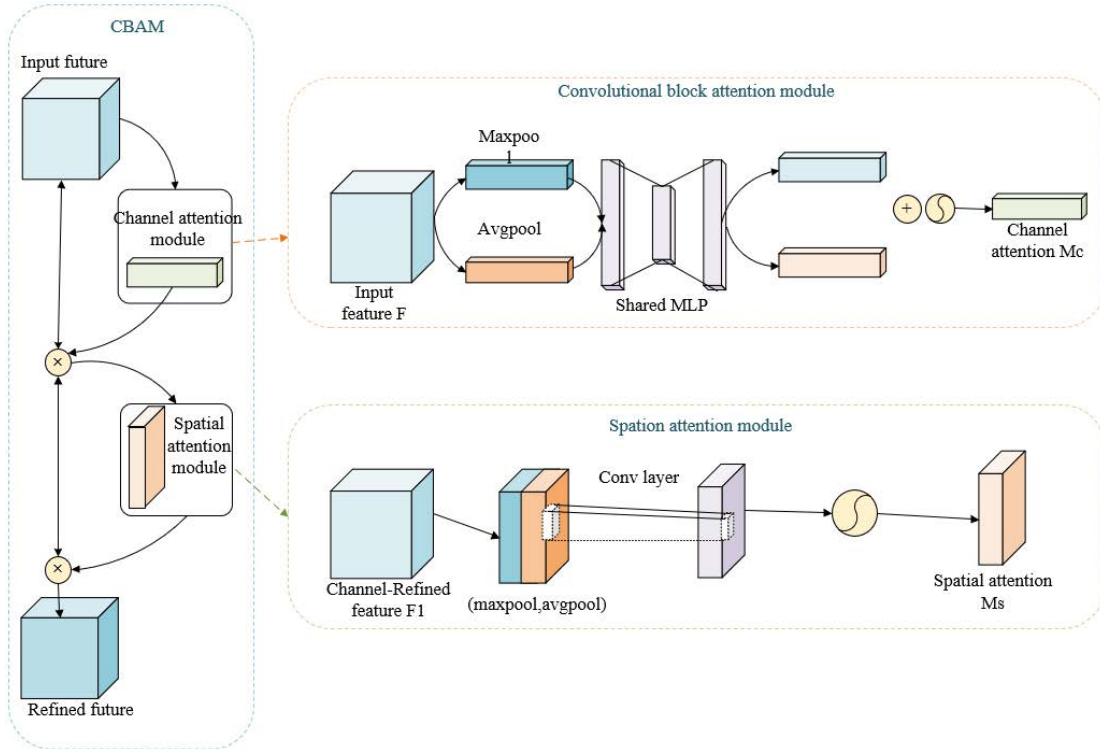 CBAM
Input future
Channel attention
module
×
Spatial
attention
module
×
Refined future
Convolutional block attention module
Maxpoo
l
Avgpool
Input
feature F
Shared MLP
+
Channel
attention Mc
Spation attention module
Conv layer
Channel-Refined
feature F1
(maxpool,avgpool)
Spatial attention
Ms